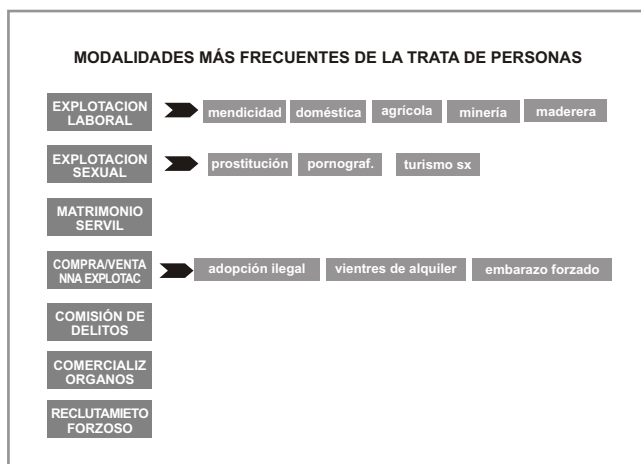 MODALIDADES MÁS FRECUENTES DE LA TRATA DE PERSONAS
EXPLOTACION
LABORAL
mendicidad
doméstica
agrícola
minería
maderera
EXPLOTACION
SEXUAL
prostitución
pornograf.
turismo sx
MATRIMONIO
SERVIL
COMPRA/VENTA
NNA EXPLOTAC
adopción ilegal
vientres de alquiler
embarazo forzado
COMISIÓN DE
DELITOS
COMERCIALIZ
ORGANOS
RECLUTAMIETO
FORZOSO